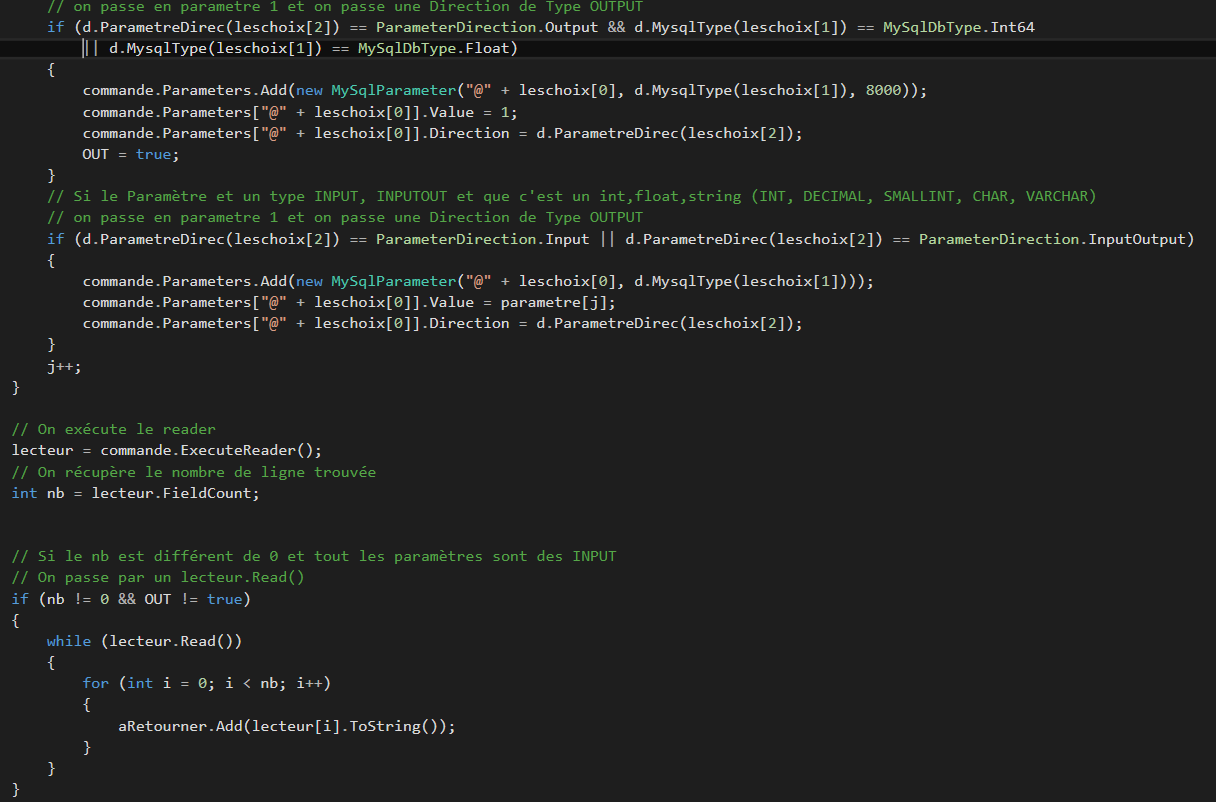 // on passe en parametre 1 et on passe une Direction de Type OUTPUT
if (d.ParametreDirec(leschoix[2]) == ParameterDirection.Output && d.MysqlType(leschoix[1]) == MySqlDbType.Int64
|| d.MysqlType(leschoix[1]) == MySqlDbType.Float)
{
commande.Parameters.Add(new MySqlParameter("@" + leschoix[0], d.MysqlType(leschoix[1]), 8000));
commande.Parameters["@" + leschoix[0]].Value = 1;
commande.Parameters["@" + leschoix[0]].Direction = d.ParametreDirec(leschoix[2]);
OUT = true;
}
// Si le Paramètre et un type INPUT, INPUTOUT et que c'est un int,float,string (INT, DECIMAL, SMALLINT, CHAR, VARCHAR)
// on passe en parametre 1 et on passe une Direction de Type OUTPUT
if (d.ParametreDirec(leschoix[2]) == ParameterDirection.Input || d.ParametreDirec(leschoix[2]) == ParameterDirection.InputOutput)
{
commande.Parameters.Add(new MySqlParameter("@" + leschoix[0], d.MysqlType(leschoix[1])));
commande.Parameters["@" + leschoix[0]].Value = parametre[j];
commande.Parameters["@" + leschoix[0]].Direction = d.ParametreDirec(leschoix[2]);
}
j++;
}
// On exécute le reader
lecteur = commande.ExecuteReader();
// On récupère le nombre de ligne trouvée
int nb = lecteur.FieldCount;
// Si le nb est différent de 0 et tout les paramètres sont des INPUT
// On passe par un lecteur.Read()
if (nb != 0 && OUT != true)
{
while (lecteur.Read())
{
for (int i = 0; i < nb; i++)
{
aRetourner.Add(lecteur[i].ToString());
}
}
}